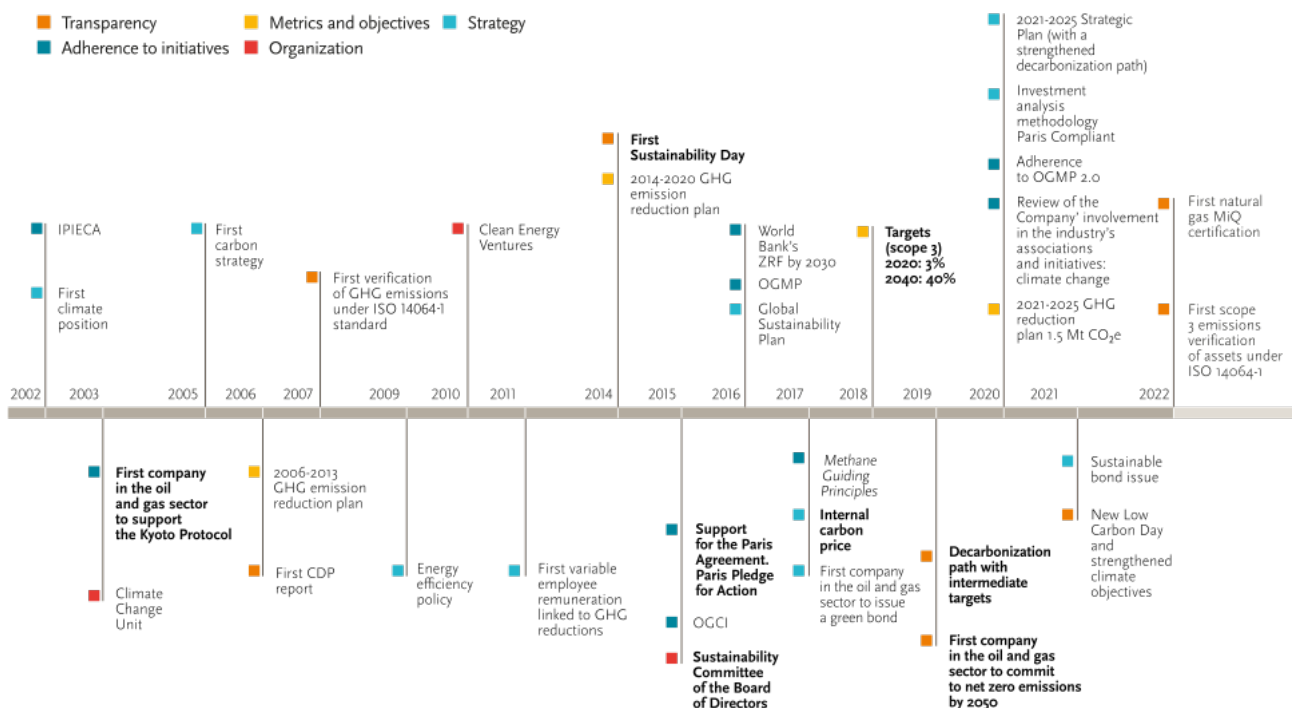 Transparency
Metrics and objectives
Strategy
Adherence to initiatives
Organization
IPIECA
First
climate
position
First
carbon
strategy
First verification
of GHG emissions
under ISO 14064-1
standard
Clean Energy
Ventures
First
Sustainability Day
2014-2020 GHG
emission
reduction plan
World
Bank's
ZRF by 2030
OGMP
Global
Sustainability
Plan
Targets
(scope 3)
2020: 3%
2040: 40%
2021-2025 Strategic
Plan (with a
strengthened
decarbonization path)
Investment
analysis
methodology
Paris Compliant
Adherence
to OGMP 2.0
Review of the
Company' involvement
in the industry's
associations
and initiatives:
climate change
2021-2025 GHG
reduction
plan 1.5 Mt CO₂e
First natural
gas MiQ
certification
First scope
3 emissions
verification
of assets under
ISO 14064-1
2002 2003 2005 2006 2007 2009 2010 2011 2014 2015 2016 2017 2018 2019 2020 2021 2022
First company
in the oil
and gas sector
to support
the Kyoto Protocol
Climate
Change
Unit
2006-2013
GHG emission
reduction plan
First CDP
report
Energy
efficiency
policy
First variable
employee
remuneration
linked to GHG
reductions
Support
for the Paris
Agreement.
Paris Pledge
for Action
OGCI
Sustainability
Committee
of the Board
of Directors
Methane
Guiding
Principles
Internal
carbon
price
First company
in the oil and gas
sector to issue
a green bond
Decarbonization
path with
intermediate
targets
First company
in the oil and gas
sector to commit
to net zero emissions
by 2050
Sustainable
bond issue
New Low
Carbon Day
and
strengthened
climate
objectives